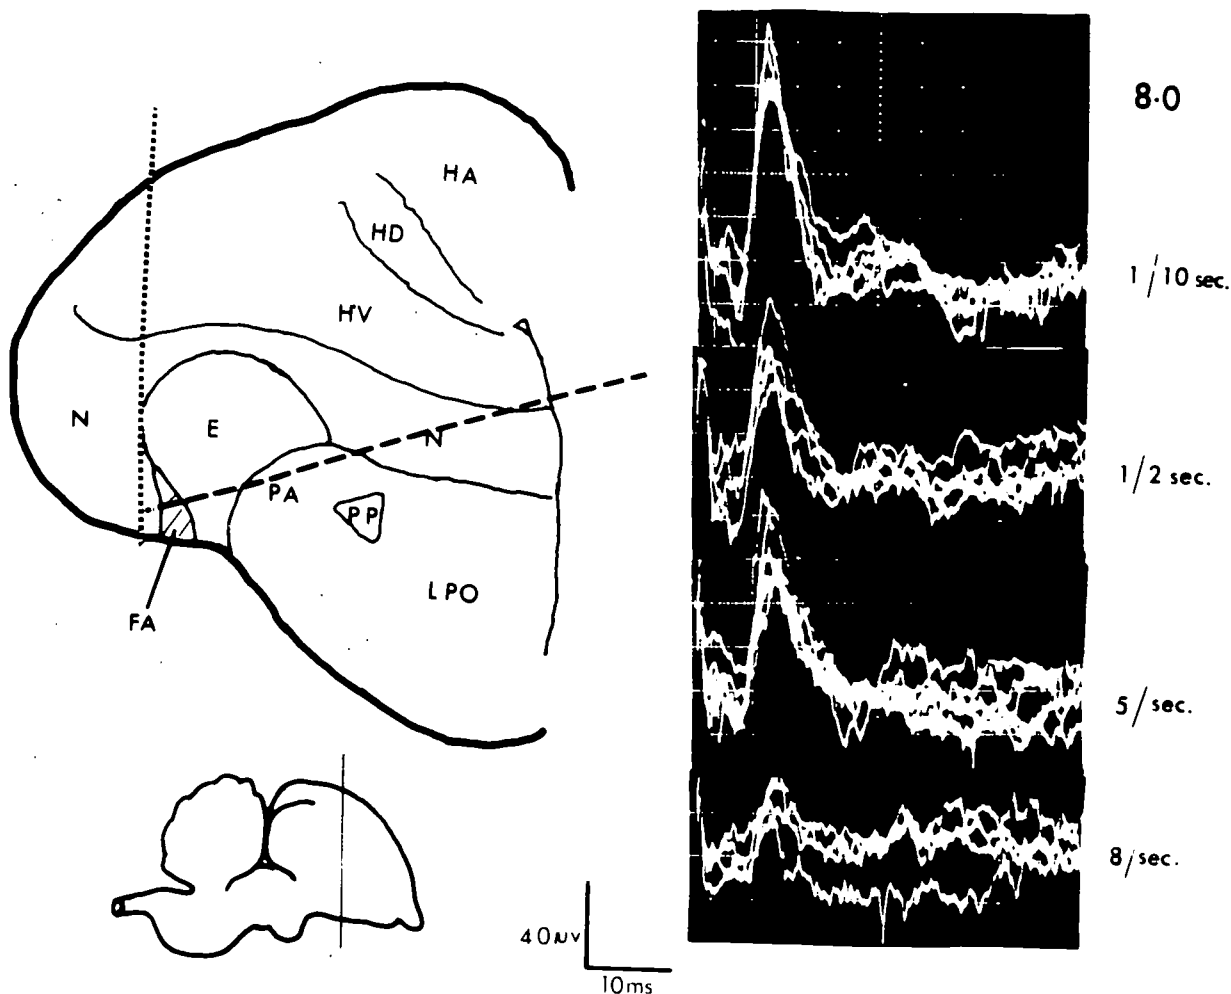 8·0
HA
HD
HV
1/10 sec.
N
E
N
1/2 sec.
PA
PP
LPO
FA
5/sec.
8/sec.
40µv
10ms